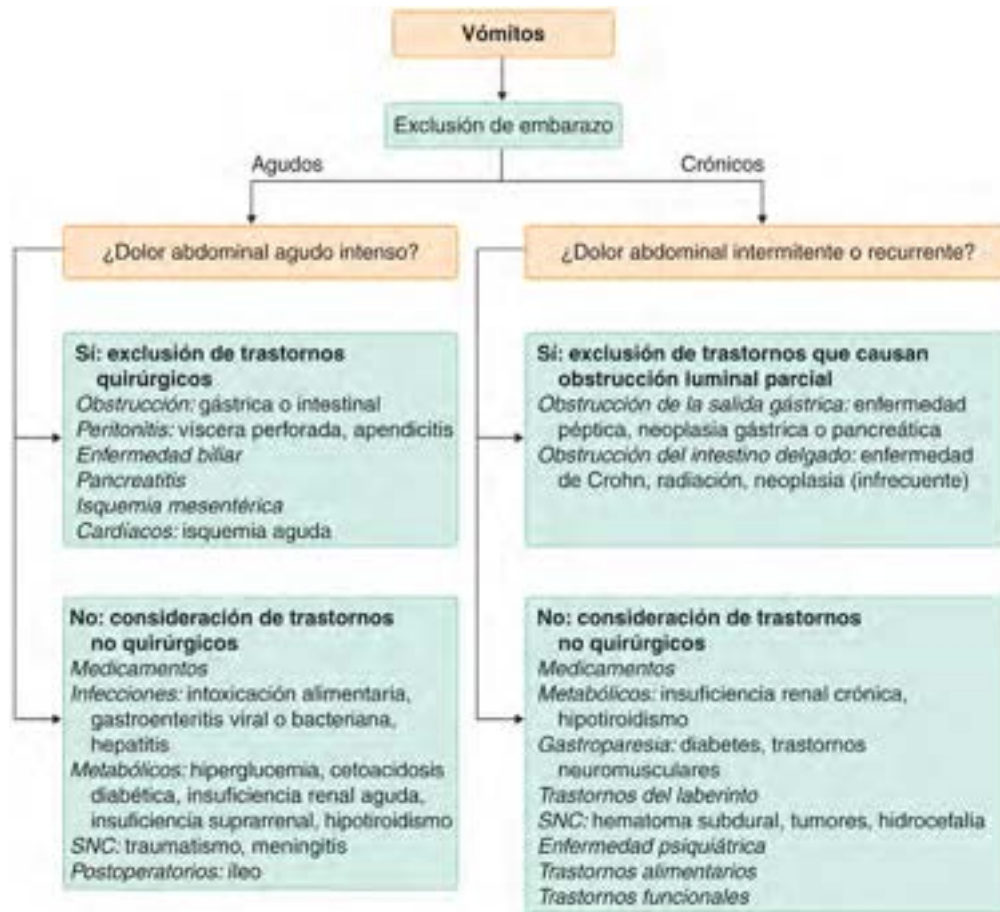 Vómitos
Exclusión de embarazo
Agudos
Crónicos
¿Dolor abdominal agudo intenso?
Sí: exclusión de trastornos
quirúrgicos
Obstrucción: gástrica o intestinal
Peritonitis: víscera perforada, apendicitis
Enfermedad biliar
Pancreatitis
Isquemia mesentérica
Cardíacos: isquemia aguda
No: consideración de trastornos
no quirúrgicos
Medicamentos
Infecciones: intoxicación alimentaria,
gastroenteritis viral o bacteriana,
hepatitis
Metabólicos: hiperglucemia, cetoacidosis
diabética, insuficiencia renal aguda,
insuficiencia suprarrenal, hipotiroidismo
SNC: traumatismo, meningitis
Postoperatorios: íleo
¿Dolor abdominal intermitente o recurrente?
Sí: exclusión de trastornos que causan
obstrucción luminal parcial
Obstrucción de la salida gástrica: enfermedad
péptica, neoplasia gástrica o pancreática
Obstrucción del intestino delgado: enfermedad
de Crohn, radiación, neoplasia (infrecuente)
No: consideración de trastornos
no quirúrgicos
Medicamentos
Metabólicos: insuficiencia renal crónica,
hipotiroidismo
Gastroparesia: diabetes, trastornos
neuromusculares
Trastornos del laberinto
SNC: hematoma subdural, tumores, hidrocefalia
Enfermedad psiquiátrica
Trastornos alimentarios
Trastornos funcionales